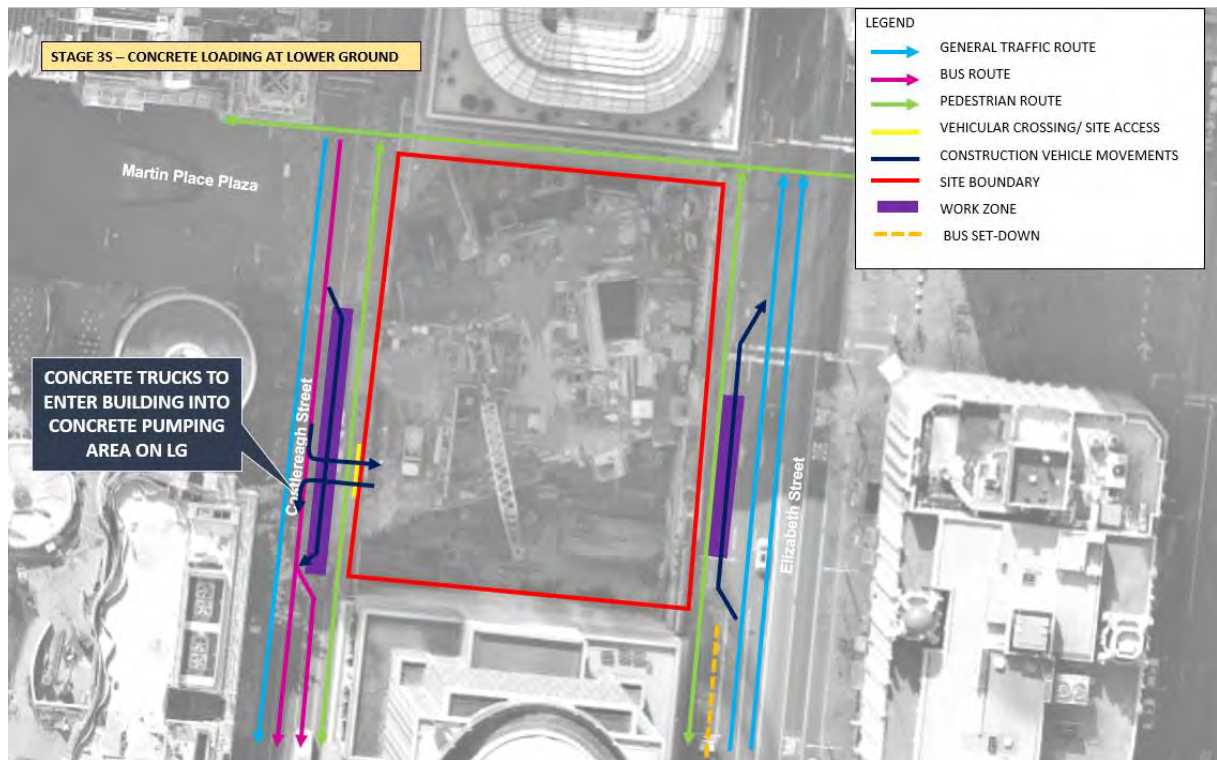 STAGE 3S – CONCRETE LOADING AT LOWER GROUND
LEGEND
GENERAL TRAFFIC ROUTE
BUS ROUTE
PEDESTRIAN ROUTE
VEHICULAR CROSSING/ SITE ACCESS
CONSTRUCTION VEHICLE MOVEMENTS
SITE BOUNDARY
WORK ZONE
BUS SET-DOWN
Martin Place Plaza
CONCRETE TRUCKS TO
ENTER BUILDING INTO
CONCRETE PUMPING
AREA ON LG
Castlereagh Street
Elizabeth Street